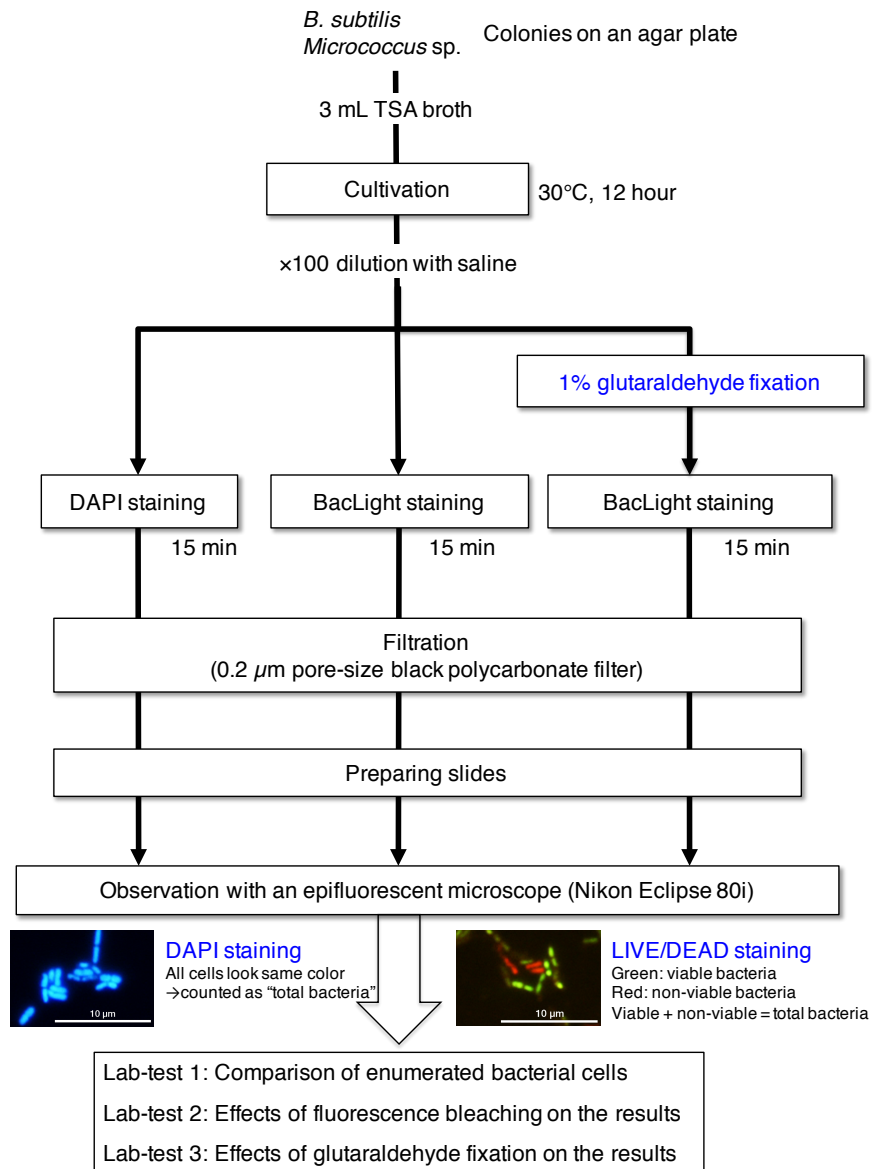 B. subtilis
Micrococcus sp.
Colonies on an agar plate
3 mL TSA broth
Cultivation
30°C, 12 hour
×100 dilution with saline
1% glutaraldehyde fixation
DAPI staining
BacLight staining
BacLight staining
15 min
15 min
15 min
Filtration
(0.2 µm pore-size black polycarbonate filter)
Preparing slides
Observation with an epifluorescent microscope (Nikon Eclipse 80i)
10 µm
DAPI staining
All cells look same color
→counted as “total bacteria”
10 µm
LIVE/DEAD staining
Green: viable bacteria
Red: non-viable bacteria
Viable + non-viable = total bacteria
Lab-test 1: Comparison of enumerated bacterial cells
Lab-test 2: Effects of fluorescence bleaching on the results
Lab-test 3: Effects of glutaraldehyde fixation on the results